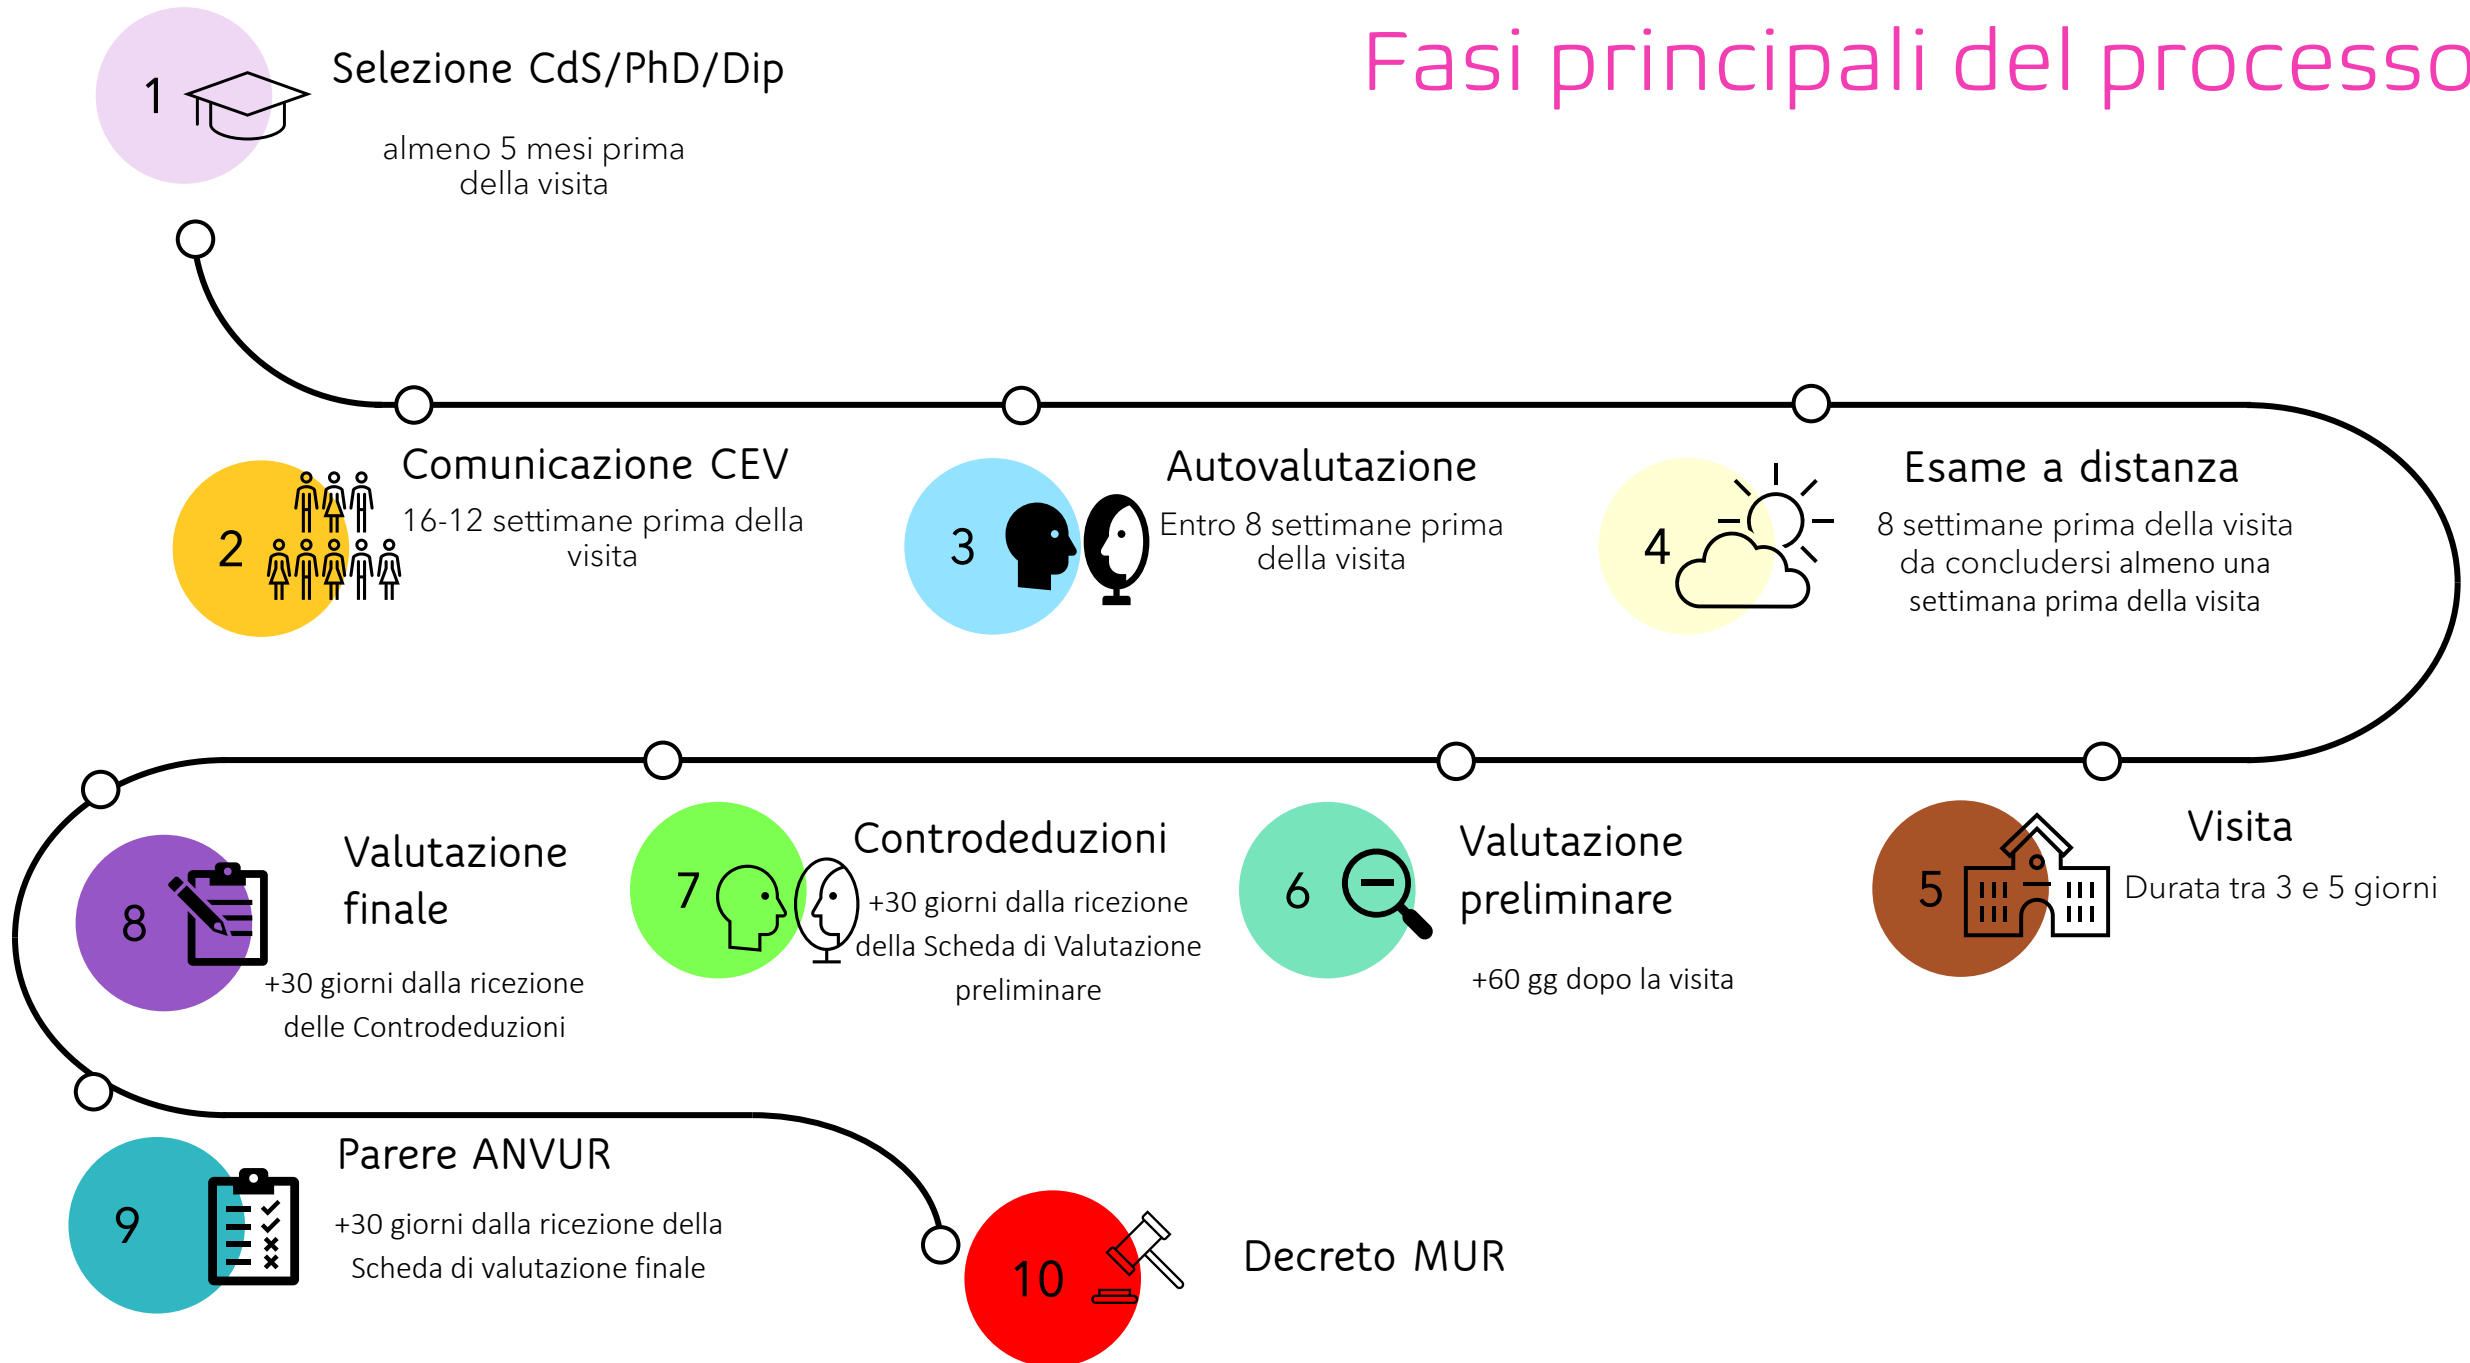 Fasi principali del processo
1
Selezione CdS/PhD/Dip
almeno 5 mesi prima
della visita
2
Comunicazione CEV
16-12 settimane prima della
visita
3
Autovalutazione
Entro 8 settimane prima
della visita
4
Esame a distanza
8 settimane prima della visita
da concludersi almeno una
settimana prima della visita
5
Visita
Durata tra 3 e 5 giorni
6
Valutazione
preliminare
+60 gg dopo la visita
7
Controdeduzioni
+30 giorni dalla ricezione
della Scheda di Valutazione
preliminare
8
Valutazione
finale
+30 giorni dalla ricezione
delle Controdeduzioni
9
Parere ANVUR
+30 giorni dalla ricezione della
Scheda di valutazione finale
10
Decreto MUR